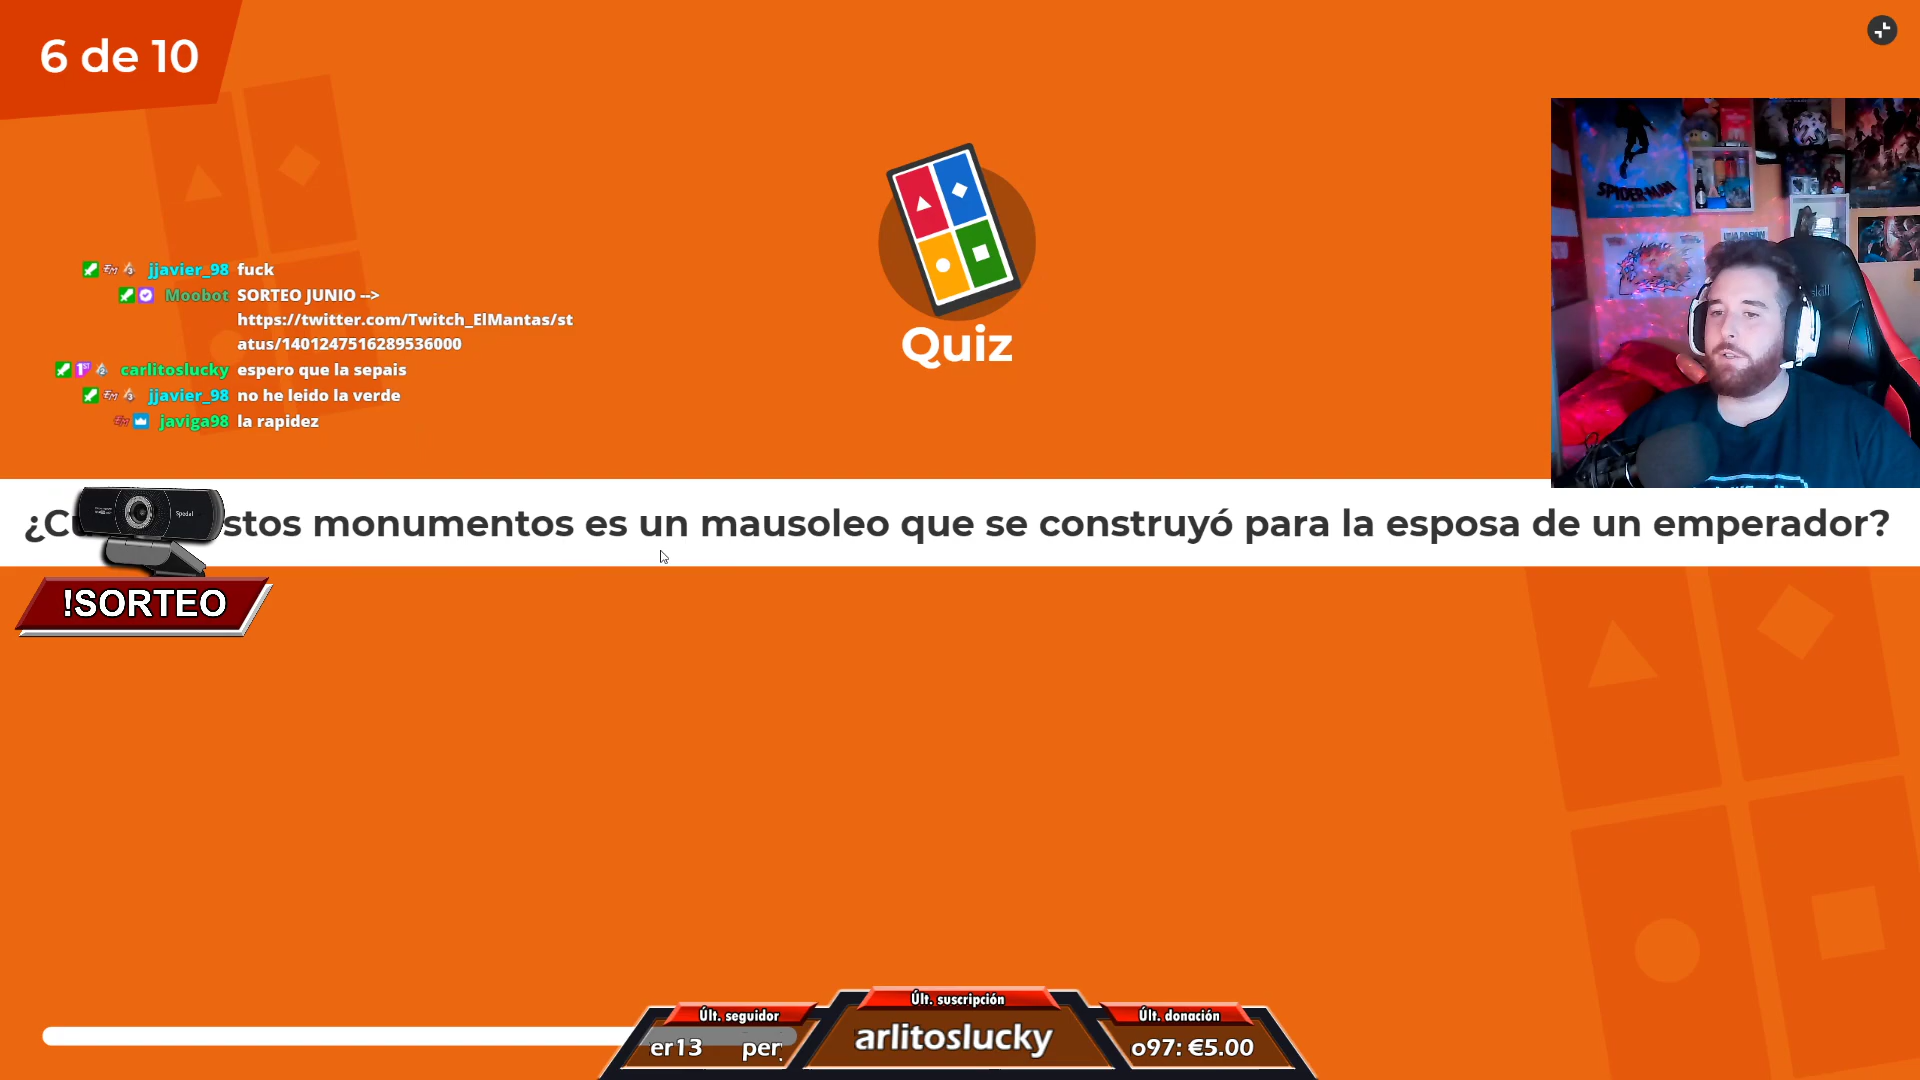 6 de 10
SPIDER-MAN
jjavier_98 fuck
Moobot SORTEO JUNIO -->
https://twitter.com/Twitch_ElMantas/st
atus/1401247516289536000
carlitoslucky espero que la sepais
jjavier_98 no he leido la verde
javiga98 la rapidez
Quiz
stos monumentos es un mausoleo que se construyó para la esposa de un emperador?
!SORTEO
Últ. seguidor
er13 per
Últ. suscripción
arlitoslucky
Últ. donación
o97: €5.00